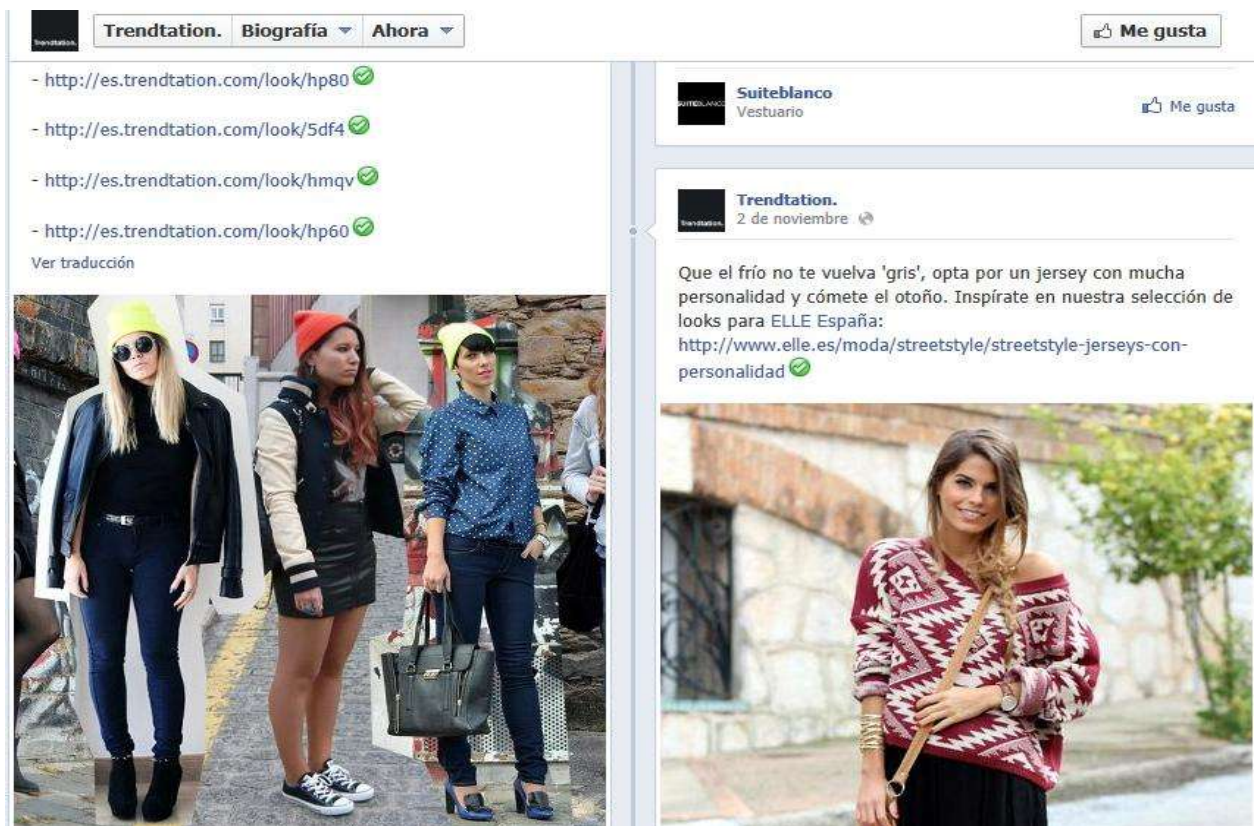 Trendtation. Biografía Ahora
Me gusta
Trendtation.
- http://es.trendtation.com/look/hp80
- http://es.trendtation.com/look/5df4
- http://es.trendtation.com/look/hmqv
- http://es.trendtation.com/look/hp60
Ver traducción
SUITEBLANCO
Suiteblanco
Vestuario
Me gusta
Trendtation.
Trendtation.
2 de noviembre
Que el frío no te vuelva 'gris', opta por un jersey con mucha
personalidad y cómete el otoño. Inspírate en nuestra selección de
looks para ELLE España:
http://www.elle.es/moda/streetstyle/streetstyle-jerseys-con-
personalidad